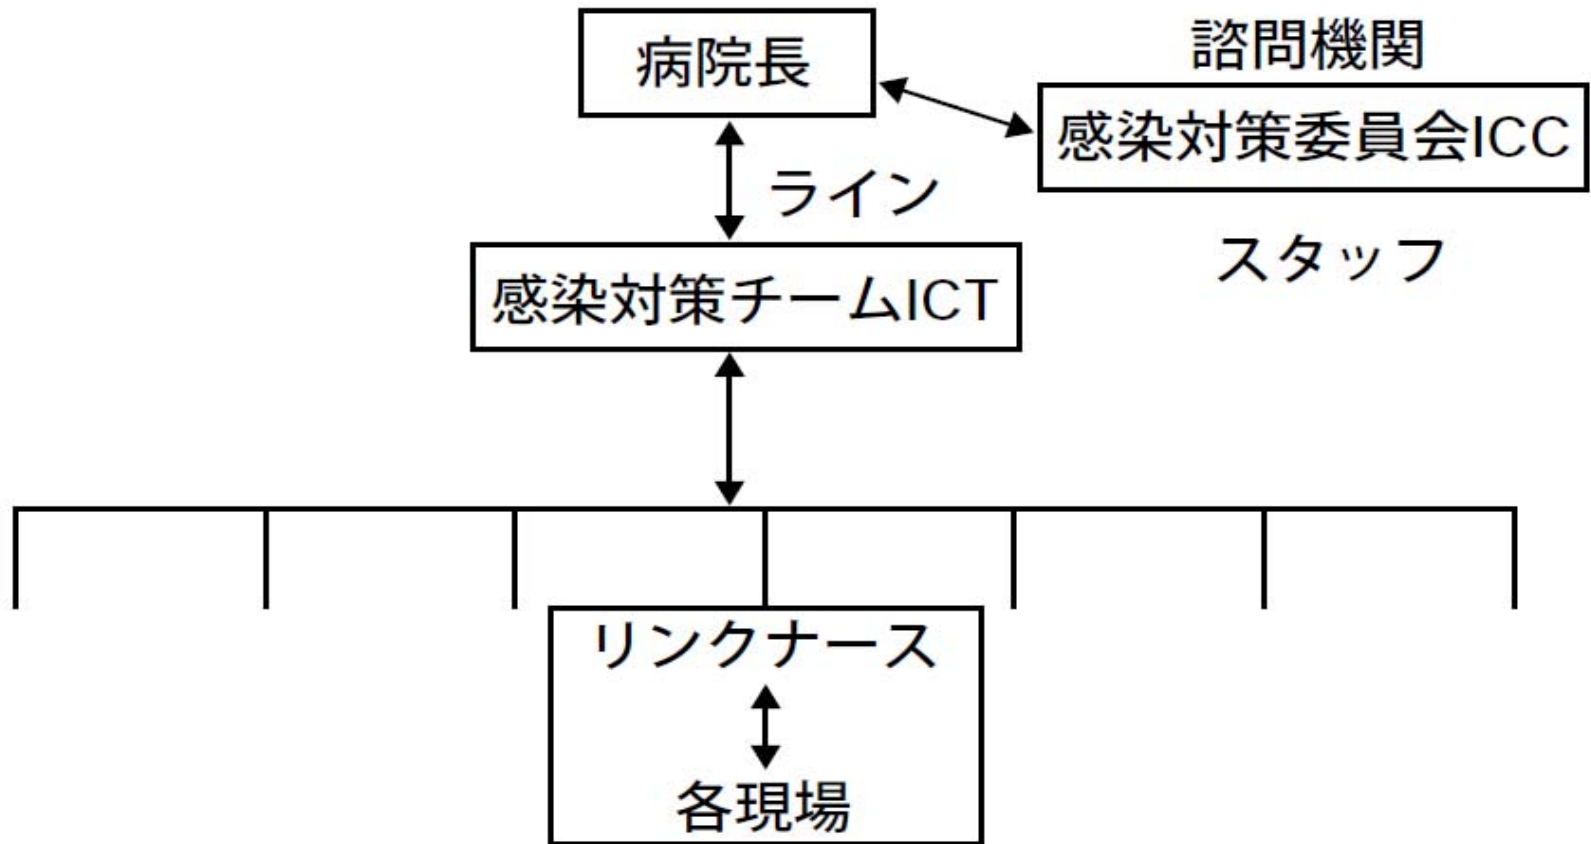 病院長
諮問機関
感染対策委員会ICC
ライン
スタッフ
感染対策チームICT
リンクナース
各現場